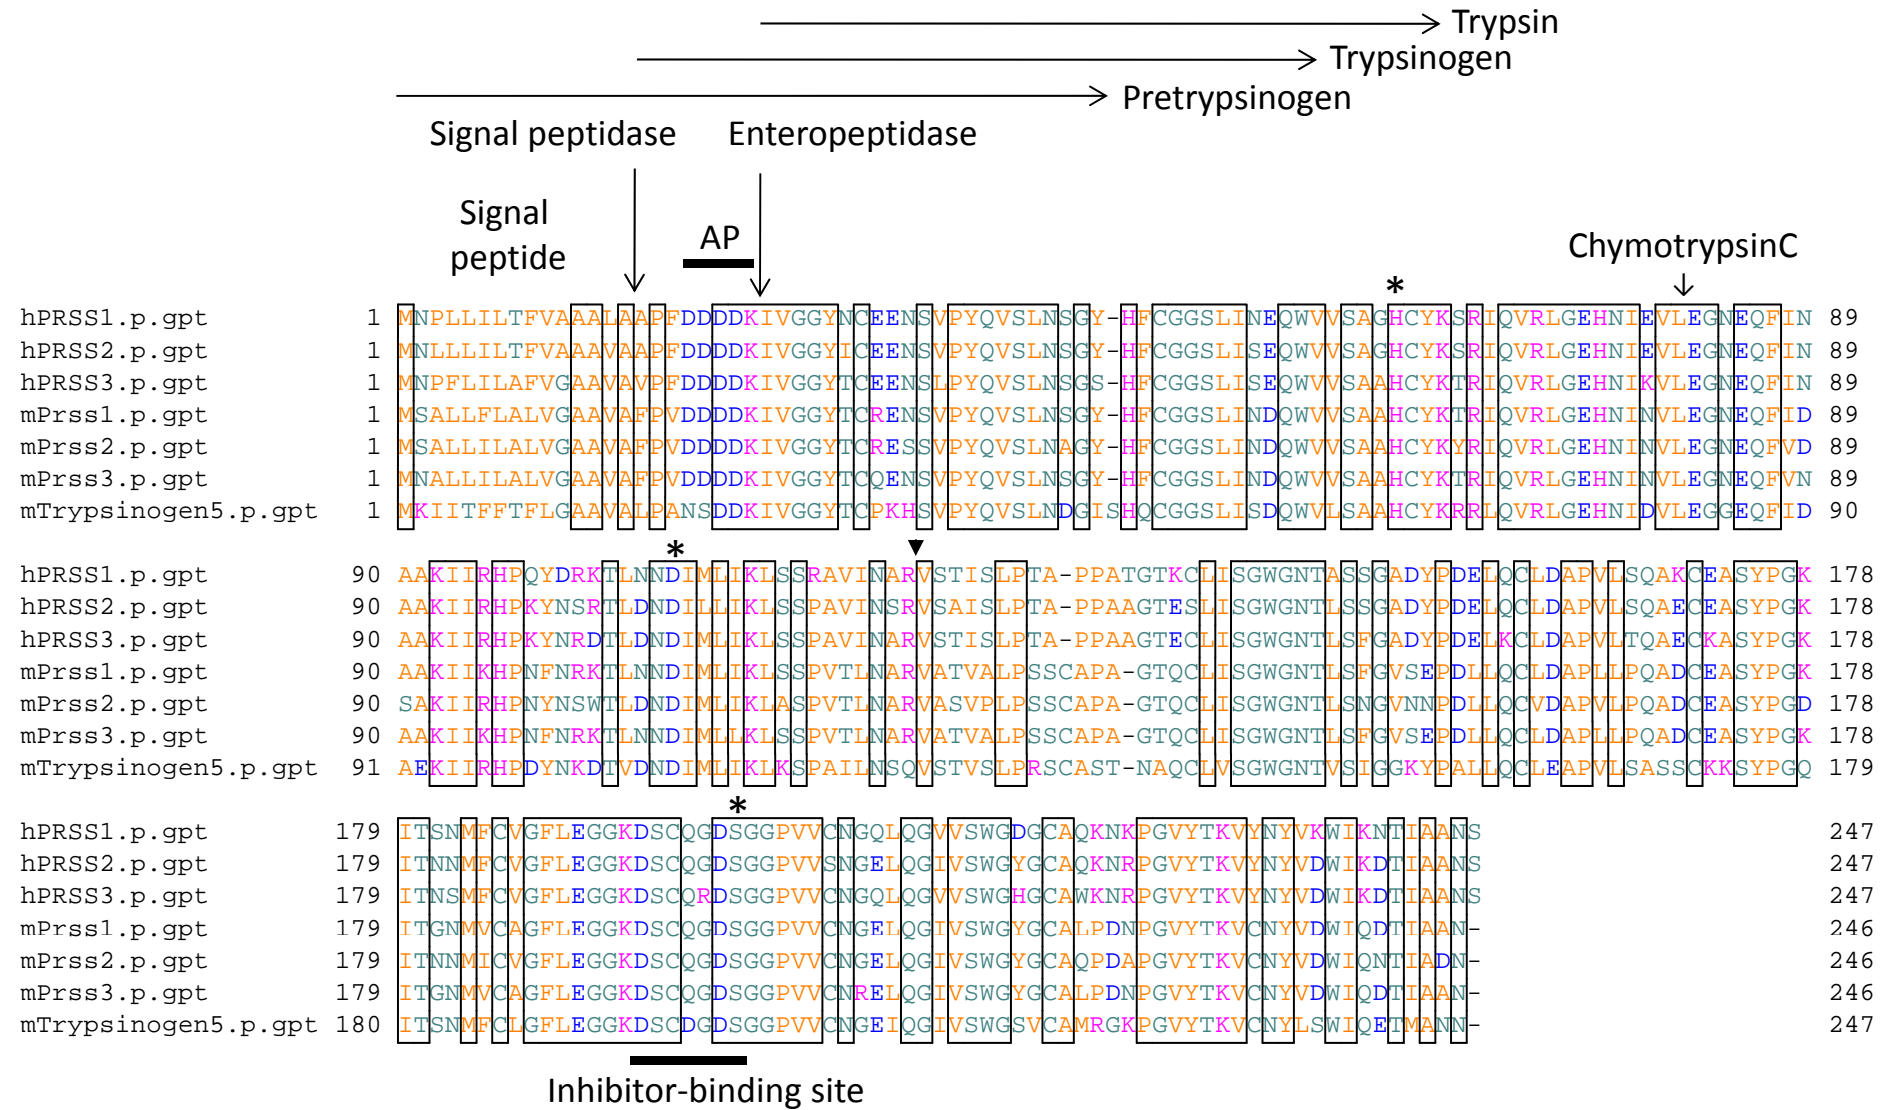 Trypsin
Trypsinogen
Pretrypsinogen
Signal peptidase Enteropeptidase
Signal
peptide
AP
ChymotrypsinC
*
hPRSS1.p.gpt 1 MNPLLILTFVAAALAAPFDDDDKIVGGYNCEENSVPYQVSLNSGY-HFCGGSLINEQWVVSAGHCYKSRIQVRLGEHNIEVLEGNEQFIN 89
hPRSS2.p.gpt 1 MNLLLILTFVAAAVAAPFDDDDKIVGGYICEENSVPYQVSLNSGY-HFCGGSLISEQWVVSAGHCYKSRIQVRLGEHNIEVLEGNEQFIN 89
hPRSS3.p.gpt 1 MNPFLILAFVGAAVAVPFDDDDKIVGGYTCEENSLPYQVSLNSGS-HFCGGSLISEQWVVSAAHCYKTRIQVRLGEHNIKVLEGNEQFIN 89
mPrss1.p.gpt 1 MSALLFLALVGAAVAFPVDDDDKIVGGYTCRENSVPYQVSLNSGY-HFCGGSLINDQWVVSAAHCYKTRIQVRLGEHNINVLEGNEQFID 89
mPrss2.p.gpt 1 MSALLILALVGAAVAFPVDDDDKIVGGYTCRESSVPYQVSLNAGY-HFCGGSLINDQWVVSAAHCYKYRIQVRLGEHNINVLEGNEQFVD 89
mPrss3.p.gpt 1 MNALLILALVGAAVAFPVDDDDKIVGGYTCQENSVPYQVSLNSGY-HFCGGSLINDQWVVSAAHCYKTRIQVRLGEHNINVLEGNEQFVN 89
mTrypsinogen5.p.gpt 1 MKIITFFTFLGAAVALPANSDDKIVGGYTCPKHSVPYQVSLNDGISHQCGGSLISDQWVLSAAHCYKRRLQVRLGEHNIDVLEGGEQFID 90
*
hPRSS1.p.gpt 90 AAKIIRHPQYDRKTLNNDIMLIKLSSRAVINARVSTISLPTA-PPATGTKCLISGWGNTASSGADYPDELQCLDAPVLSQAKCEASYPGK 178
hPRSS2.p.gpt 90 AAKIIRHPKYNSRTLDNDILLIKLSSPAVINSRVSAISLPTA-PPAAGTESLISGWGNTLSSGADYPDELQCLDAPVLSQAECEASYPGK 178
hPRSS3.p.gpt 90 AAKIIRHPKYNRDTLDNDIMLIKLSSPAVINARVSTISLPTA-PPAAGTECLISGWGNTLSFGADYPDELKCLDAPVLTQAECKASYPGK 178
mPrss1.p.gpt 90 AAKIIKHPNFNRKTLNNDIMLIKLSSPVTLNARVATVALPSSCAPA-GTQCLISGWGNTLSFGVSEPDLLQCLDAPLLPQADCEASYPGK 178
mPrss2.p.gpt 90 SAKIIRHPNYNSWTLDNDIMLIKLASPVTLNARVASVPLPSSCAPA-GTQCLISGWGNTLSNGVNNPDLLQCVDAPVLPQADCEASYPGD 178
mPrss3.p.gpt 90 AAKIIKHPNFNRKTLNNDIMLLKLSSPVTLNARVATVALPSSCAPA-GTQCLISGWGNTLSFGVSEPDLLQCLDAPLLPQADCEASYPGK 178
mTrypsinogen5.p.gpt 91 AEKIIRHPDYNKDTVDNDIMLIKLKSPAILNSQVSTVSLPRSCAST-NAQCLVSGWGNTVSIGGKYPALLQCLEAPVLSASSCKKSYPGQ 179
*
hPRSS1.p.gpt 179 ITSNMFCVGFLEGGKDSCQGDSGGPVVCNGQLQGVVSWGDGCAQKNKPGVYTKVYNYVKWIKNTIAANS 247
hPRSS2.p.gpt 179 ITNNMFCVGFLEGGKDSCQGDSGGPVVSNGELQGIVSWGYGCAQKNRPGVYTKVYNYVDWIKDTIAANS 247
hPRSS3.p.gpt 179 ITNSMFCVGFLEGGKDSCQRDSGGPVVCNGQLQGVVSWGHGCAWKNRPGVYTKVYNYVDWIKDTIAANS 247
mPrss1.p.gpt 179 ITGNMVCAGFLEGGKDSCQGDSGGPVVCNGELQGIVSWGYGCALPDNPGVYTKVCNYVDWIQDTIAAN- 246
mPrss2.p.gpt 179 ITNNMICVGFLEGGKDSCQGDSGGPVVCNGELQGIVSWGYGCAQPDAPGVYTKVCNYVDWIQNTIADN- 246
mPrss3.p.gpt 179 ITGNMVCAGFLEGGKDSCQGDSGGPVVCNRELQGIVSWGYGCALPDNPGVYTKVCNYVDWIQDTIAAN- 246
mTrypsinogen5.p.gpt 180 ITSNMFCLGFLEGGKDSCDGDSGGPVVCNGEIQGIVSWGSVCAMRGKPGVYTKVCNYLSWIQETMANN- 247
Inhibitor-binding site